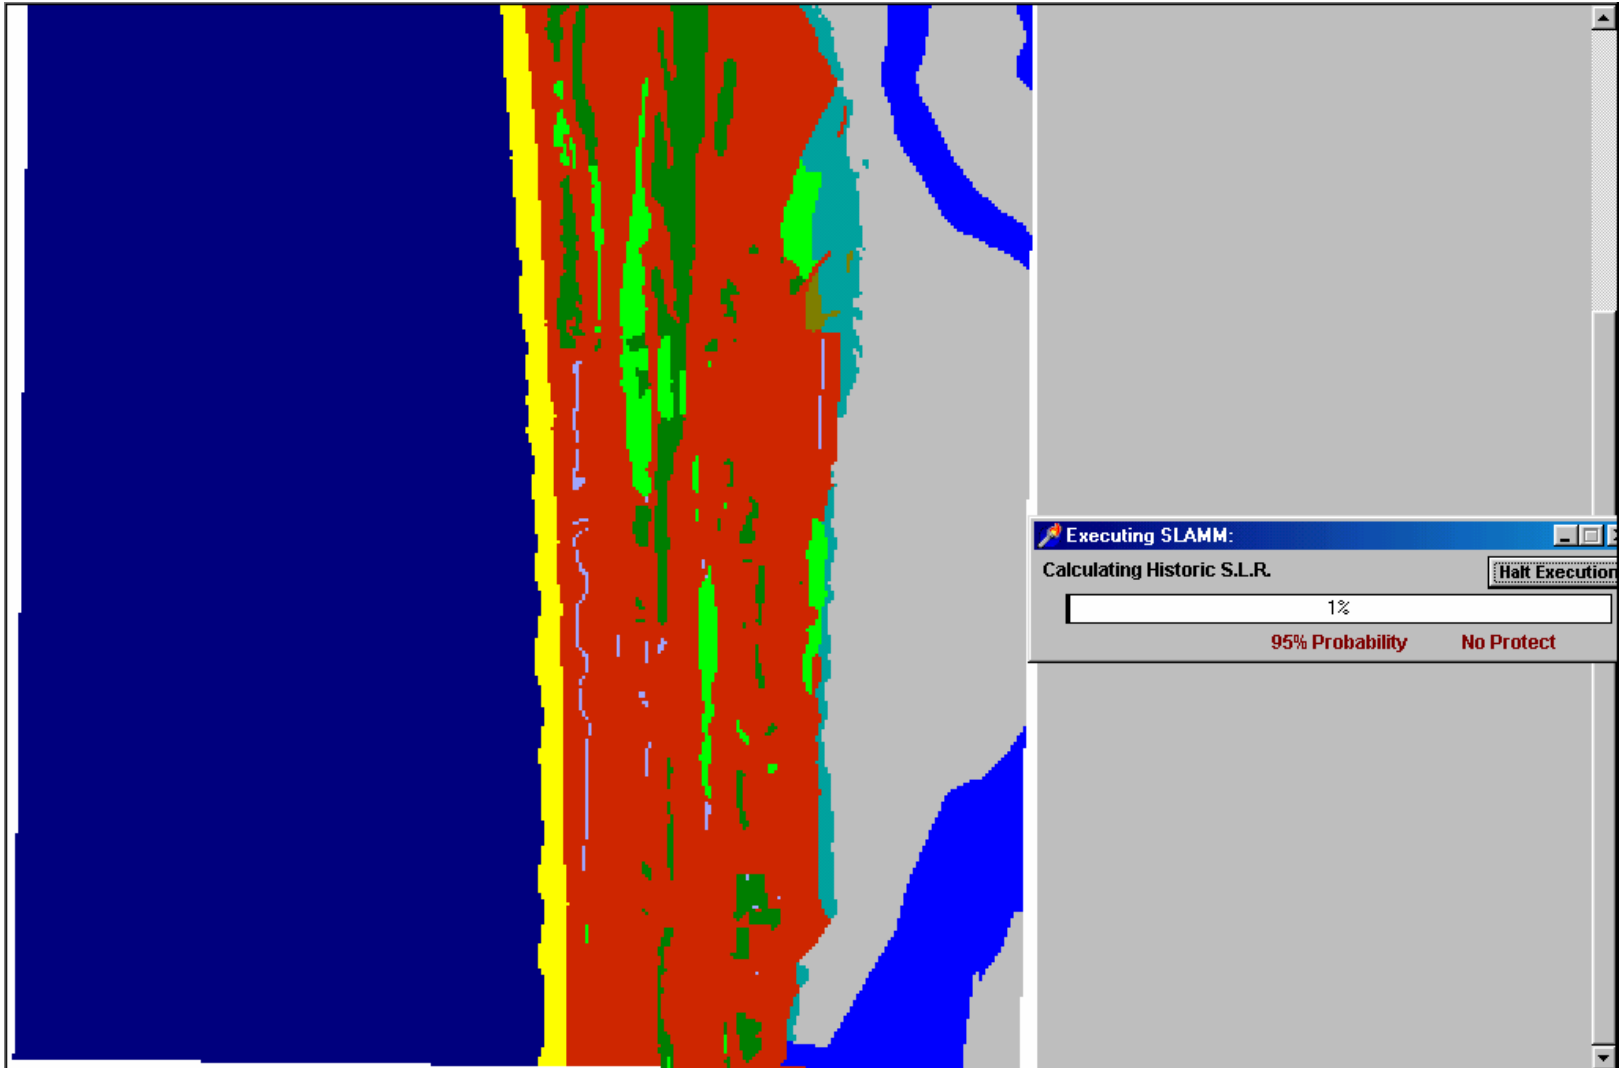 Executing SLAMM:
Calculating Historic S.L.R.
Halt Execution
1%
95% Probability No Protect